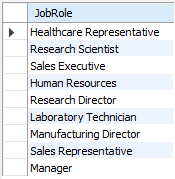 JobRole
Healthcare Representative
Research Scientist
Sales Executive
Human Resources
Research Director
Laboratory Technician
Manufacturing Director
Sales Representative
Manager